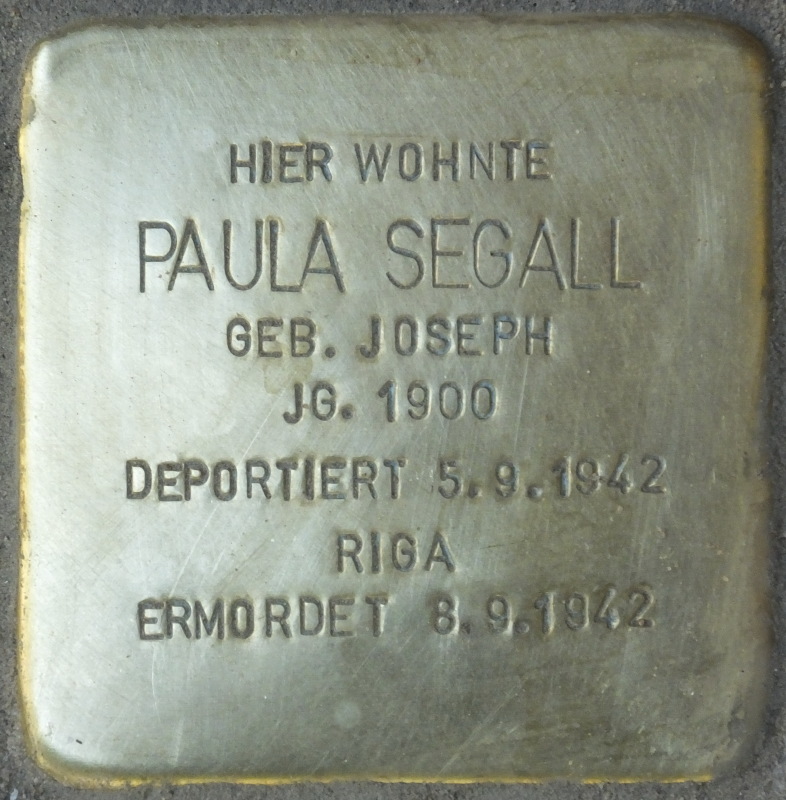 HIER WOHNTE
PAULA SEGALL
GEB. JOSEPH
JG. 1900
DEPORTIERT 5.9.1942
RIGA
ERMORDET 8.9.1942